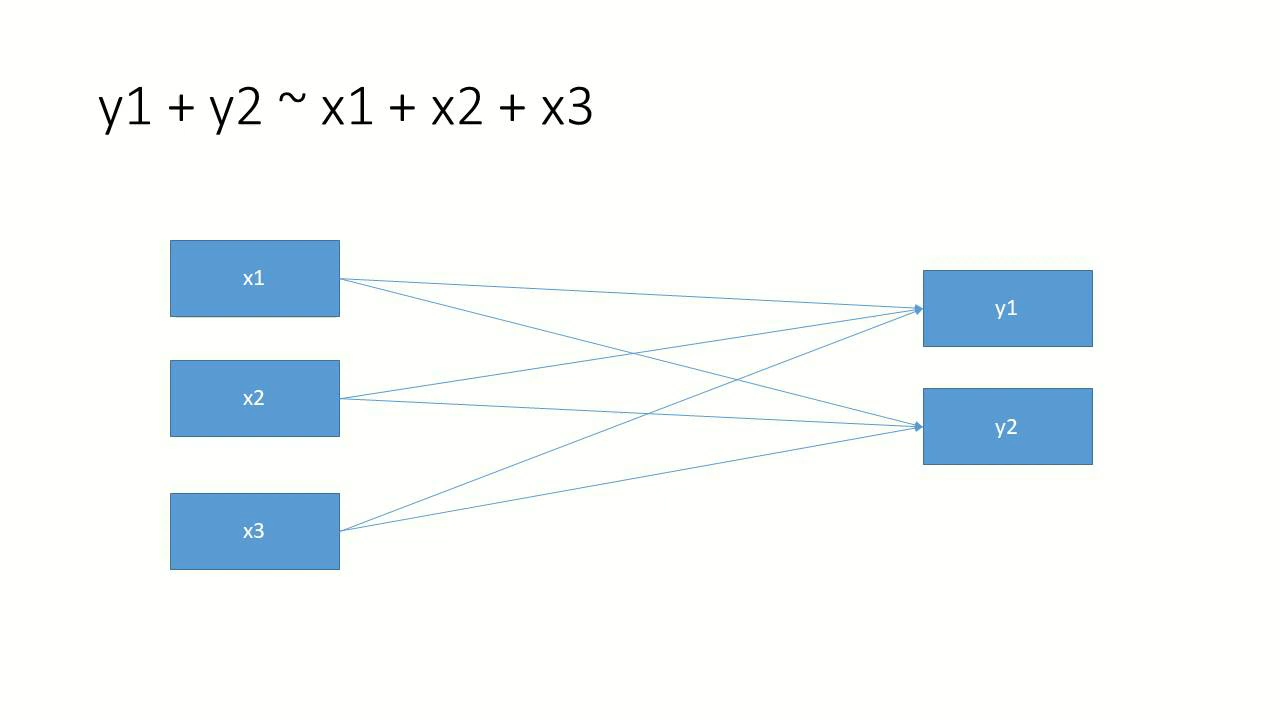 y1 + y2 ~ x1 + x2 + x3
x1
y1
x2
y2
x3